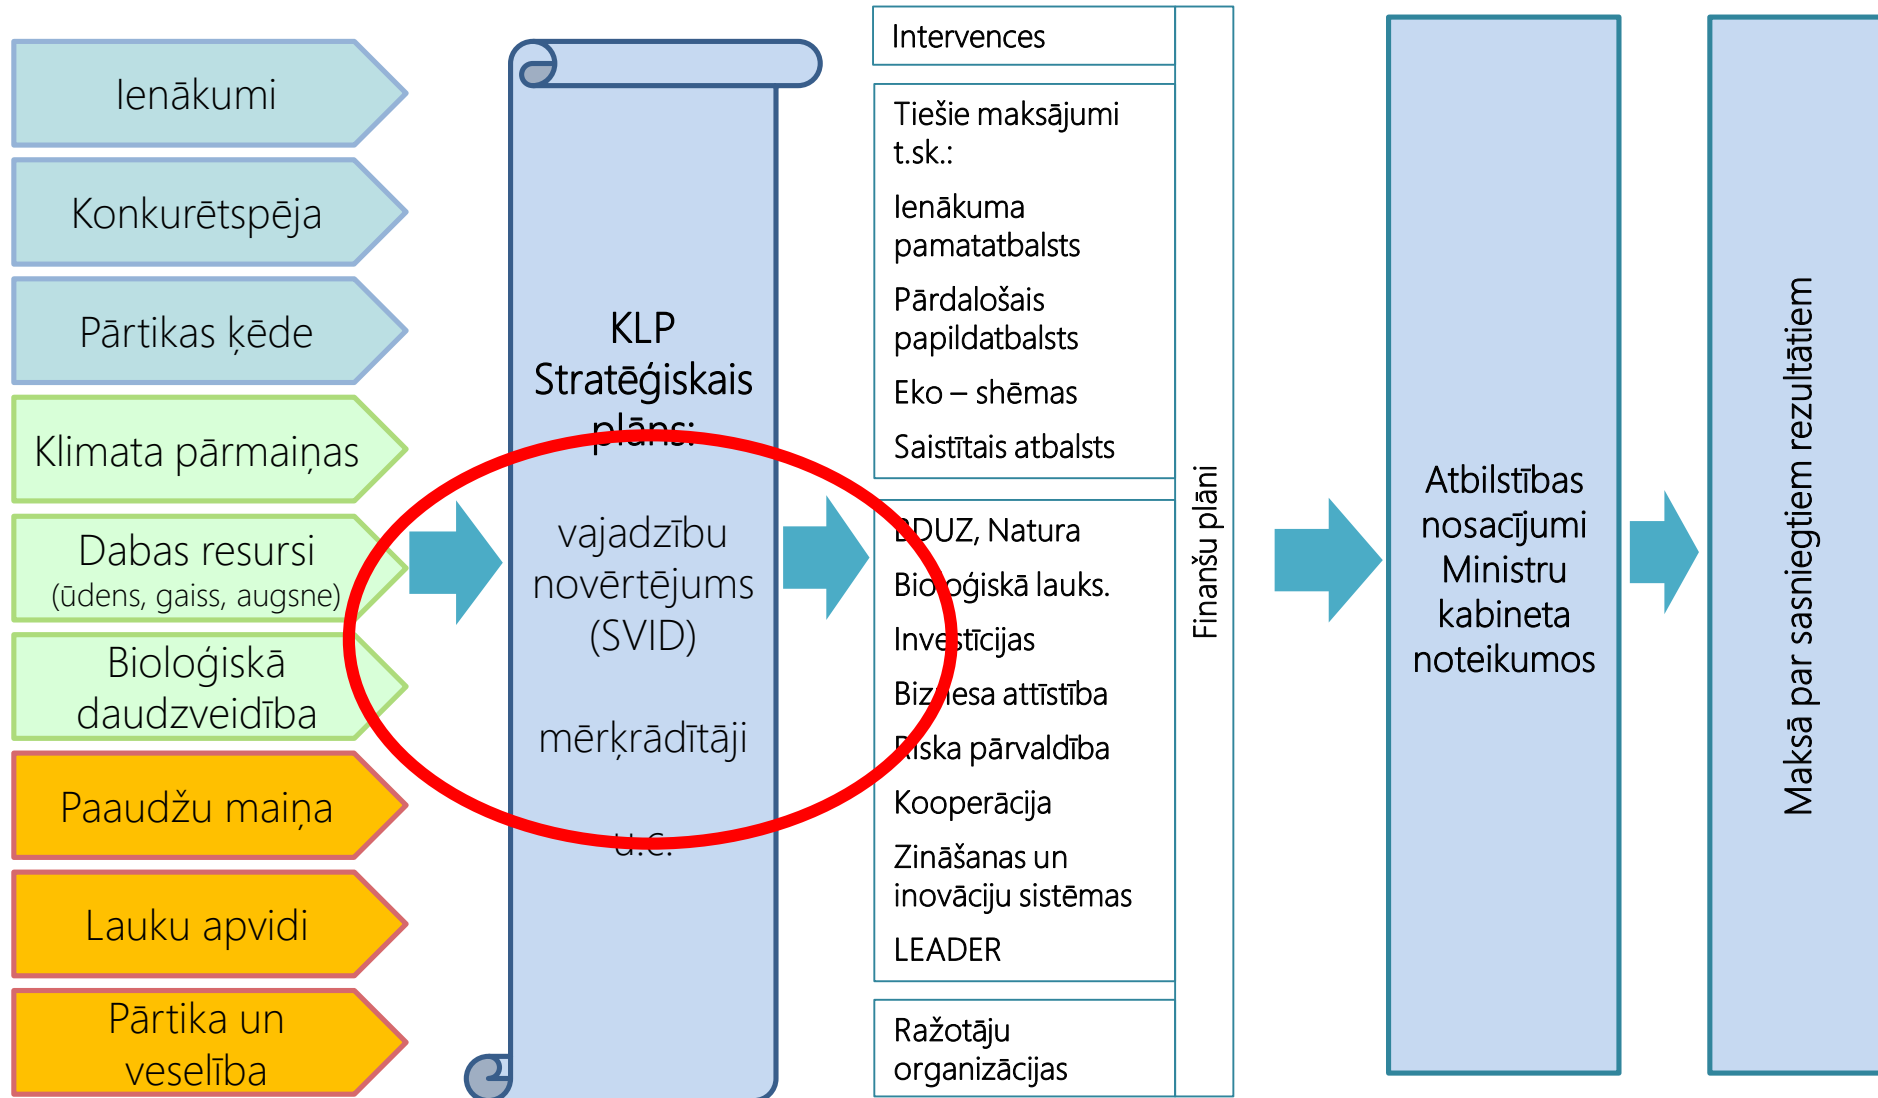 Ienākumi
Konkurētspēja
Pārtikas ķēde
Klimata pārmaiņas
Dabas resursi
(ūdens, gaiss, augsne)
Bioloģiskā
daudzveidība
Paaudžu maiņa
Lauku apvidi
Pārtika un
veselība
KLP
Stratēģiskais
plāns:
vajadzību
novērtējums
(SVID)
mērķrādītāji
u.c.
Intervences
Tiešie maksājumi
t.sk.:
Ienākuma
pamatatbalsts
Pārdalošais
papildatbalsts
Eko – shēmas
Saistītais atbalsts
BDUZ, Natura
Bioloģiskā lauks.
Investīcijas
Biznesa attīstība
Riska pārvaldība
Kooperācija
Zināšanas un
inovāciju sistēmas
LEADER
Ražotāju
organizācijas
Finanšu plāni
Atbilstības
nosacījumi
Ministru
kabineta
noteikumos
Maksā par sasniegtiem rezultātiem